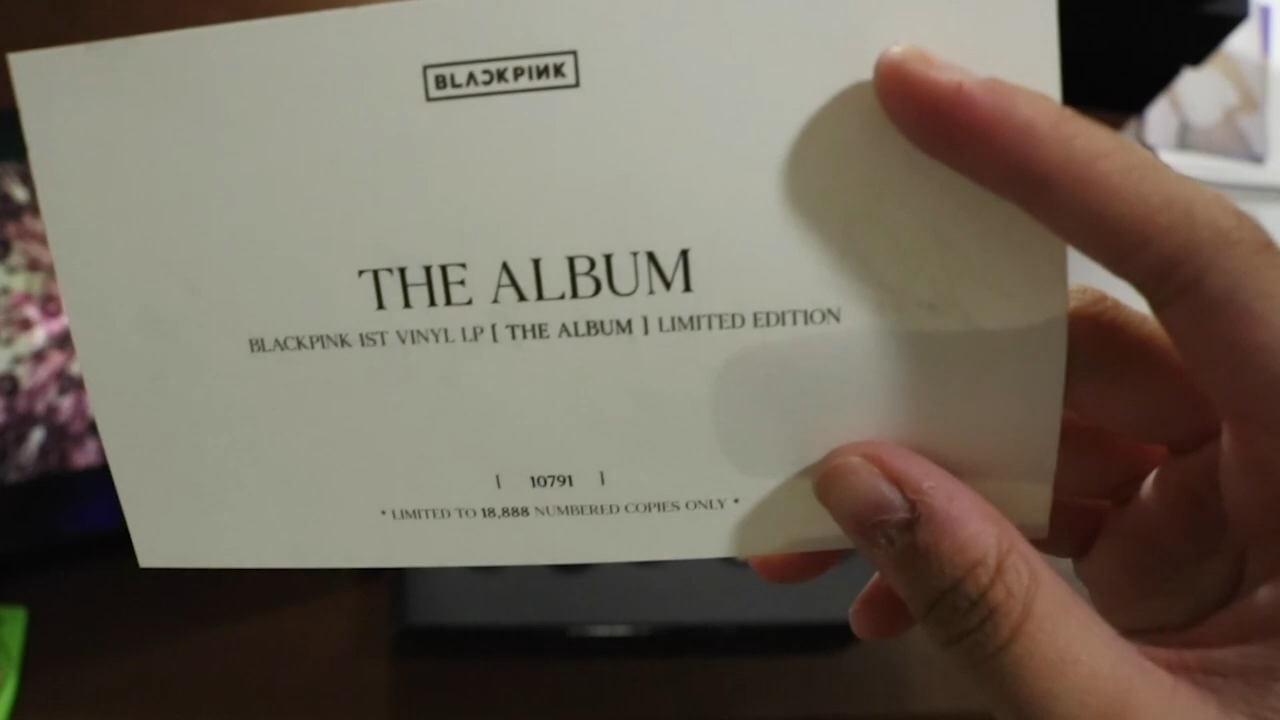 BLACKPINK
THE ALBUM
BLACKPINK 1ST VINYL LP [ THE ALBUM ] LIMITED EDITION
[ 10791 ]
* LIMITED TO 18,888 NUMBERED COPIES ONLY *